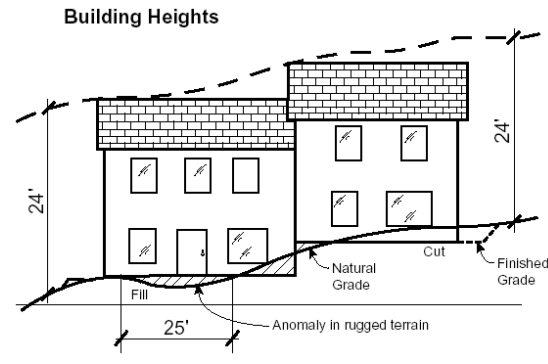 Building Heights
24'
24'
Natural
Grade
Cut
Finished
Grade
Fill
Anomaly in rugged terrain
25'